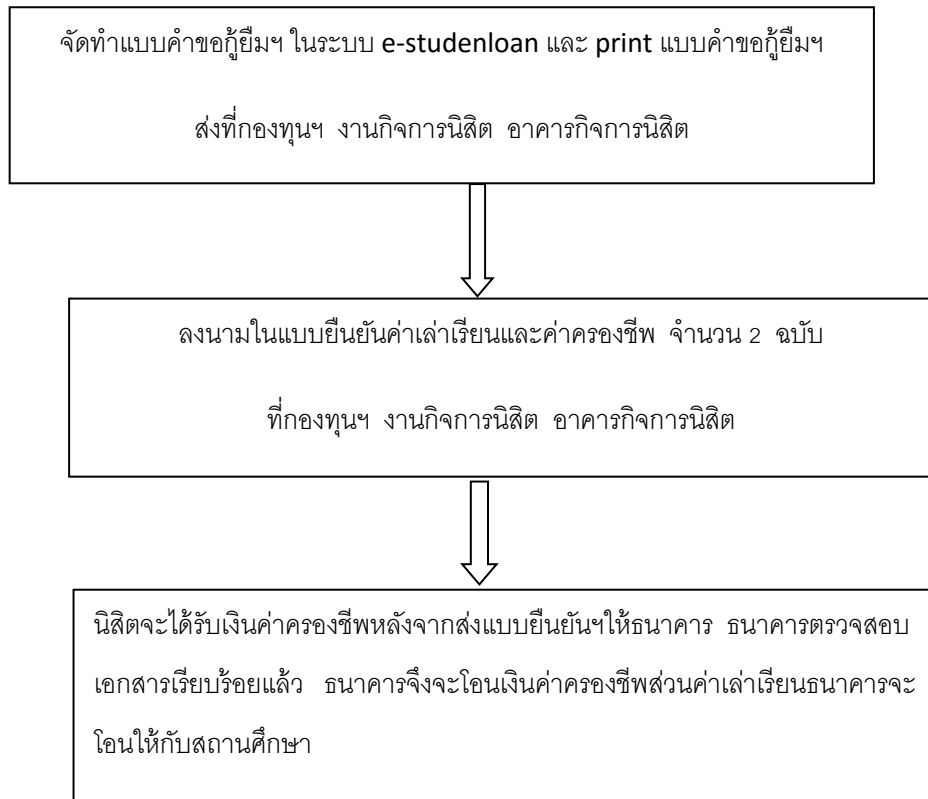 จัดทำแบบคำขอกู้ยืมฯ ในระบบ e-studenloan และ print แบบคำขอกู้ยืมฯ
ส่งที่กองทุนฯ งานกิจการนิสิต อาคารกิจการนิสิต
ลงนามในแบบยืนยันค่าเล่าเรียนและค่าครองชีพ จำนวน 2 ฉบับ
ที่กองทุนฯ งานกิจการนิสิต อาคารกิจการนิสิต
นิสิตจะได้รับเงินค่าครองชีพหลังจากส่งแบบยืนยันฯให้ธนาคาร ธนาคารตรวจสอบ
เอกสารเรียบร้อยแล้ว ธนาคารจึงจะโอนเงินค่าครองชีพส่วนค่าเล่าเรียนธนาคารจะ
โอนให้กับสถานศึกษา